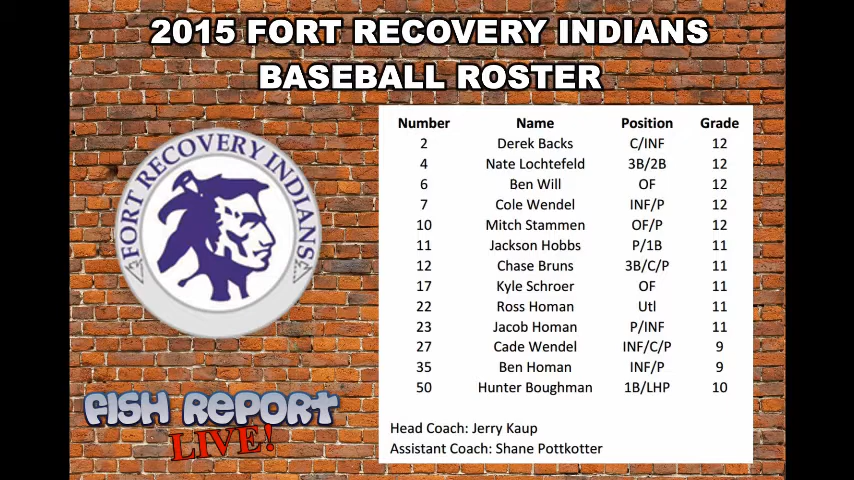 2015 FORT RECOVERY INDIANS
BASEBALL ROSTER
FORT RECOVERY INDIANS
Number Name Position Grade
2 Derek Backs C/INF 12
4 Nate Lochtefeld 3B/2B 12
6 Ben Will OF 12
7 Cole Wendel INF/P 12
10 Mitch Stammen OF/P 12
11 Jackson Hobbs P/1B 11
12 Chase Bruns 3B/C/P 11
17 Kyle Schroer OF 11
22 Ross Homan Utl 11
23 Jacob Homan P/INF 11
27 Cade Wendel INF/C/P 9
35 Ben Homan INF/P 9
50 Hunter Boughman 1B/LHP 10
Head Coach: Jerry Kaup
Assistant Coach: Shane Pottkotter
FISH REPORT
LIVE!